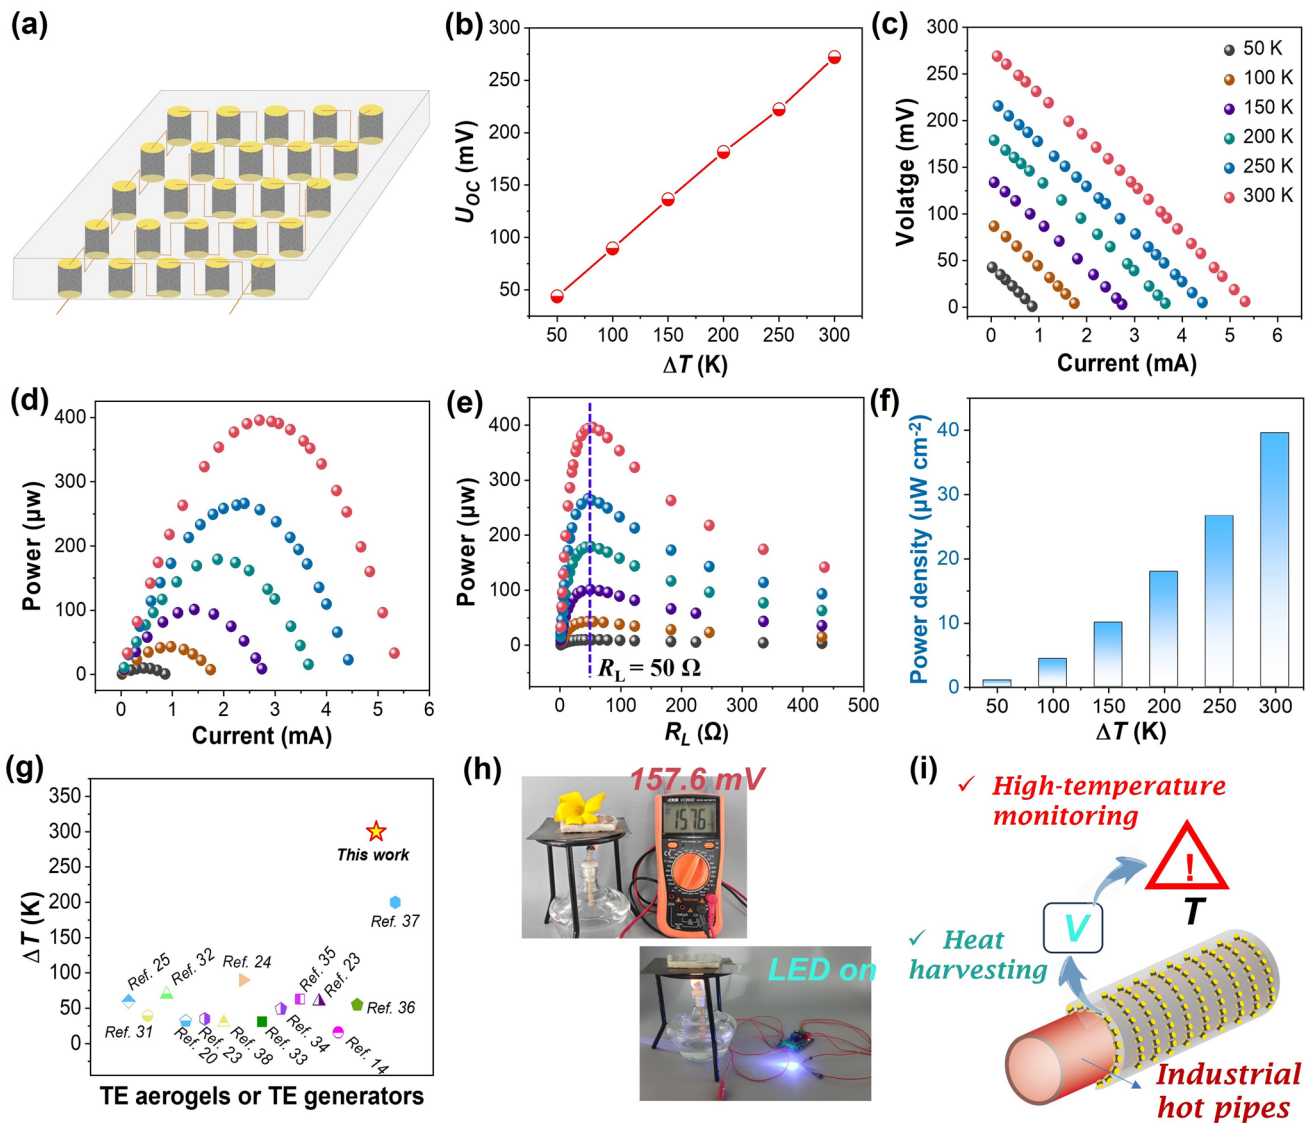 (a)
(b)
300
250
200
150
100
50
U_OC (mV)
50 100 150 200 250 300
ΔT (K)
(c)
300
250
200
150
100
50
0
Volatge (mV)
50 K
100 K
150 K
200 K
250 K
300 K
0 1 2 3 4 5 6
Current (mA)
(d)
400
300
200
100
0
Power (μw)
0 1 2 3 4 5 6
Current (mA)
(e)
400
300
200
100
0
Power (μw)
R_L = 50 Ω
0 100 200 300 400 500
R_L (Ω)
(f)
40
30
20
10
0
Power density (μW cm⁻²)
50 100 150 200 250 300
ΔT (K)
(g)
350
300
250
200
150
100
50
0
ΔT (K)
This work
Ref. 37
Ref. 25
Ref. 32
Ref. 24
Ref. 35
Ref. 23
Ref. 36
Ref. 31
Ref. 20
Ref. 23
Ref. 38
Ref. 33
Ref. 34
Ref. 14
TE aerogels or TE generators
(h)
157.6 mV
157.6
LED on
(i)
✓ High-temperature
monitoring
!
T
V
✓ Heat
harvesting
Industrial
hot pipes